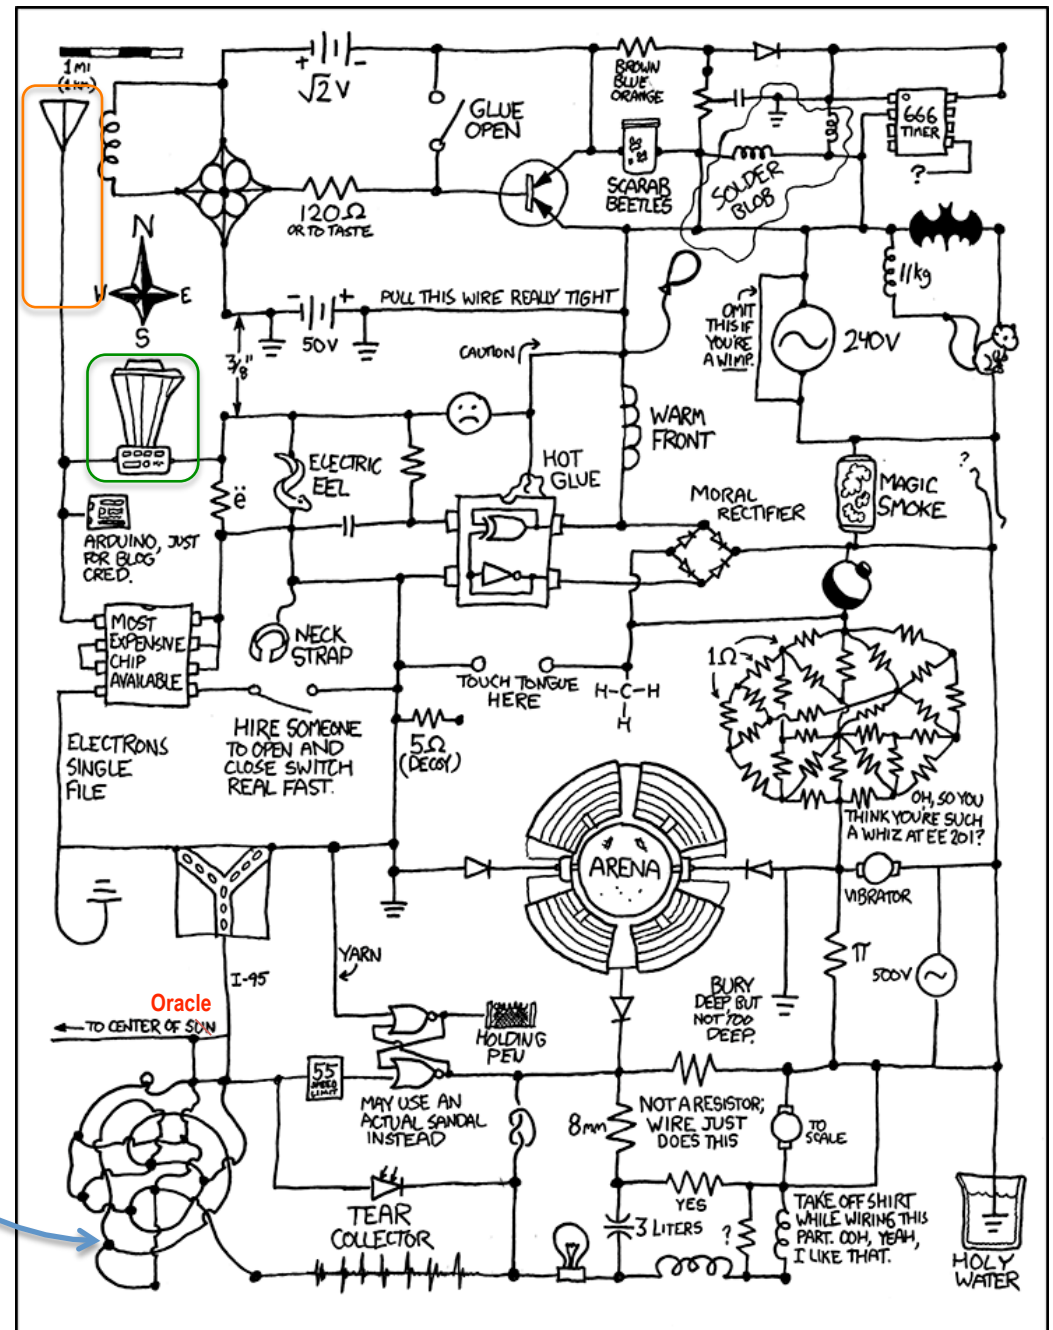 1 MI
(1 KM)
+
-
√2 V
GLUE
OPEN
BROWN
BLUE
ORANGE
666
TIMER
?
SCARAB
BEETLES
SOLDER
BLOB
120Ω
OR TO TASTE
N
W
E
S
11kg
-
+
PULL THIS WIRE REALLY TIGHT
50V
3/8"
CAUTION
OMIT
THIS IF
YOU'RE
A WIMP.
240V
WARM
FRONT
ELECTRIC
EEL
HOT
GLUE
ë
MORAL
RECTIFIER
MAGIC
SMOKE
?
ARDUINO, JUST
FOR BLOG
CRED.
MOST
EXPENSIVE
CHIP
AVAILABLE
NECK
STRAP
TOUCH TONGUE
HERE
H-C-H
H
1Ω
ELECTRONS
SINGLE
FILE
HIRE SOMEONE
TO OPEN AND
CLOSE SWITCH
REAL FAST.
5Ω
(DECOY)
OH, SO YOU
THINK YOU'RE SUCH
A WHIZ AT EE 201?
ARENA
VIBRATOR
YARN
I-95
π
500V
BURY
DEEP, BUT
NOT TOO
DEEP.
Oracle
TO CENTER OF SUN
HOLDING
PEN
55
SPEED
LIMIT
MAY USE AN
ACTUAL SANDAL
INSTEAD
8mm
NOT A RESISTOR;
WIRE JUST
DOES THIS
TO
SCALE
TEAR
COLLECTOR
3 LITERS
YES
?
TAKE OFF SHIRT
WHILE WIRING THIS
PART. OOH, YEAH,
I LIKE THAT.
HOLY
WATER